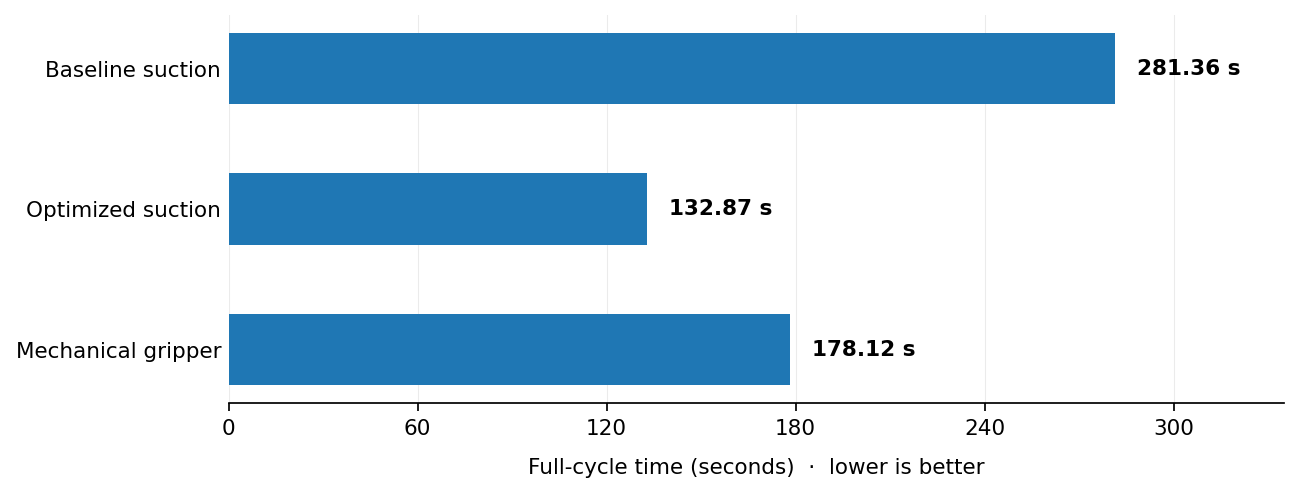 Baseline suction 281.36 s
Optimized suction 132.87 s
Mechanical gripper 178.12 s
0 60 120 180 240 300
Full-cycle time (seconds) · lower is better